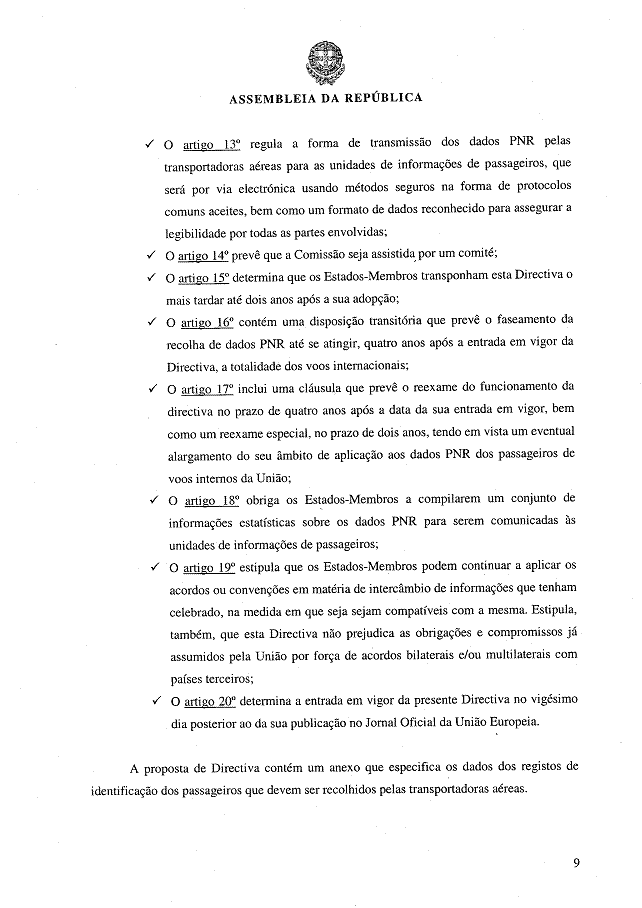 ASSEMBLEIA DA REPÚBLICA
✓ O artigo 13º regula a forma de transmissão dos dados PNR pelas
transportadoras aéreas para as unidades de informações de passageiros, que
será por via electrónica usando métodos seguros na forma de protocolos
comuns aceites, bem como um formato de dados reconhecido para assegurar a
legibilidade por todas as partes envolvidas;
✓ O artigo 14º prevê que a Comissão seja assistida por um comité;
✓ O artigo 15º determina que os Estados-Membros transponham esta Directiva o
mais tardar até dois anos após a sua adopção;
✓ O artigo 16º contém uma disposição transitória que prevê o faseamento da
recolha de dados PNR até se atingir, quatro anos após a entrada em vigor da
Directiva, a totalidade dos voos internacionais;
✓ O artigo 17º inclui uma cláusula que prevê o reexame do funcionamento da
directiva no prazo de quatro anos após a data da sua entrada em vigor, bem
como um reexame especial, no prazo de dois anos, tendo em vista um eventual
alargamento do seu âmbito de aplicação aos dados PNR dos passageiros de
voos internos da União;
✓ O artigo 18º obriga os Estados-Membros a compilarem um conjunto de
informações estatísticas sobre os dados PNR para serem comunicadas às
unidades de informações de passageiros;
✓ O artigo 19º estipula que os Estados-Membros podem continuar a aplicar os
acordos ou convenções em matéria de intercâmbio de informações que tenham
celebrado, na medida em que seja sejam compatíveis com a mesma. Estipula,
também, que esta Directiva não prejudica as obrigações e compromissos já
assumidos pela União por força de acordos bilaterais e/ou multilaterais com
países terceiros;
✓ O artigo 20º determina a entrada em vigor da presente Directiva no vigésimo
dia posterior ao da sua publicação no Jornal Oficial da União Europeia.
A proposta de Directiva contém um anexo que especifica os dados dos registos de
identificação dos passageiros que devem ser recolhidos pelas transportadoras aéreas.
9